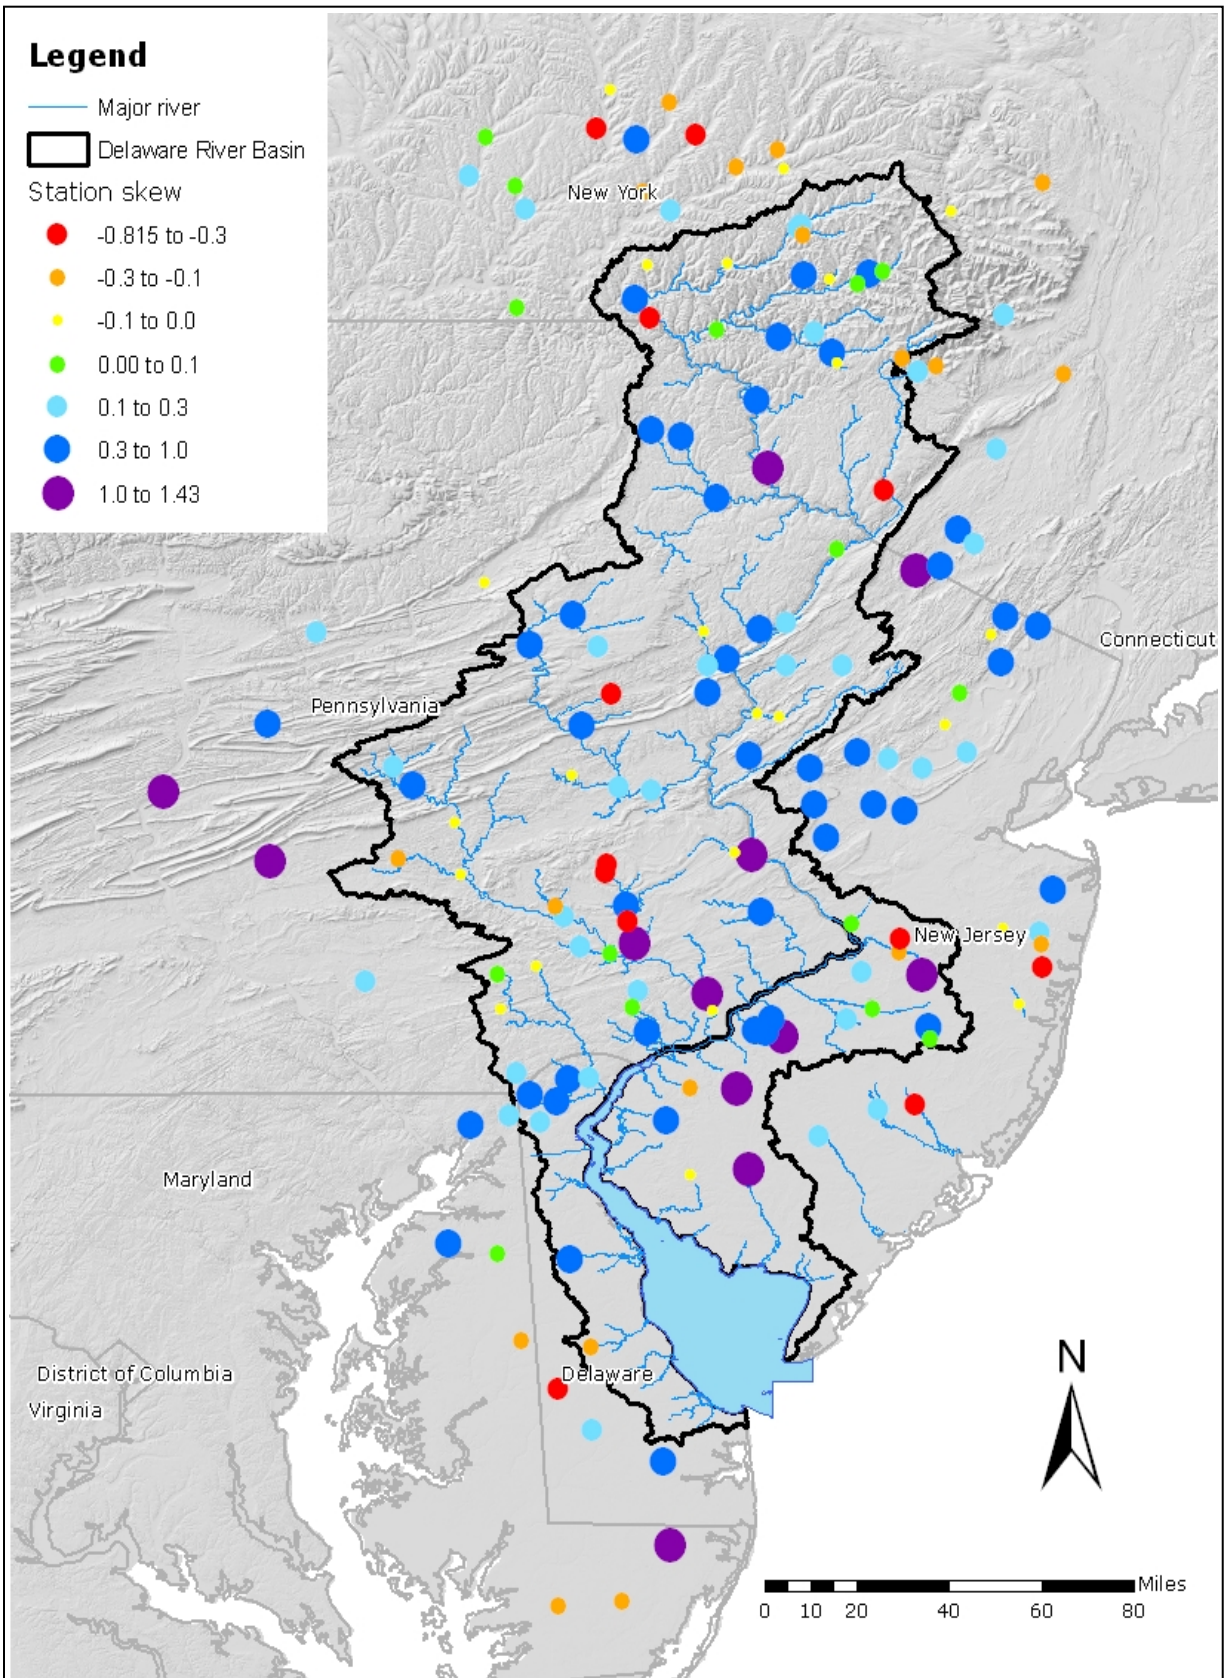 Legend
Major river
Delaware River Basin
Station skew
-0.815 to -0.3
-0.3 to -0.1
-0.1 to 0.0
0.00 to 0.1
0.1 to 0.3
0.3 to 1.0
1.0 to 1.43
New York
Connecticut
Pennsylvania
New Jersey
Maryland
District of Columbia
Delaware
Virginia
N
Miles
0 10 20 40 60 80